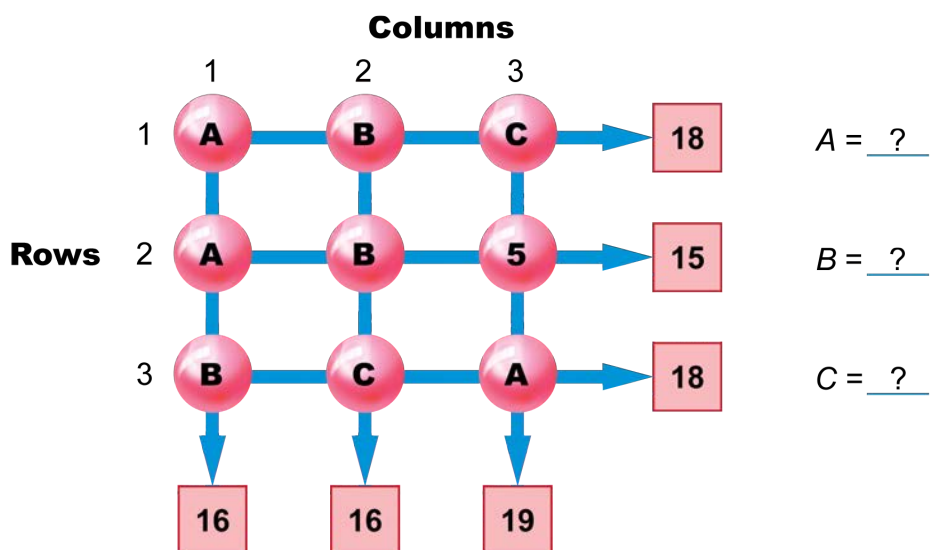 Columns
1 2 3
1 A B C 18 A = ?
Rows 2 A B 5 15 B = ?
3 B C A 18 C = ?
16 16 19